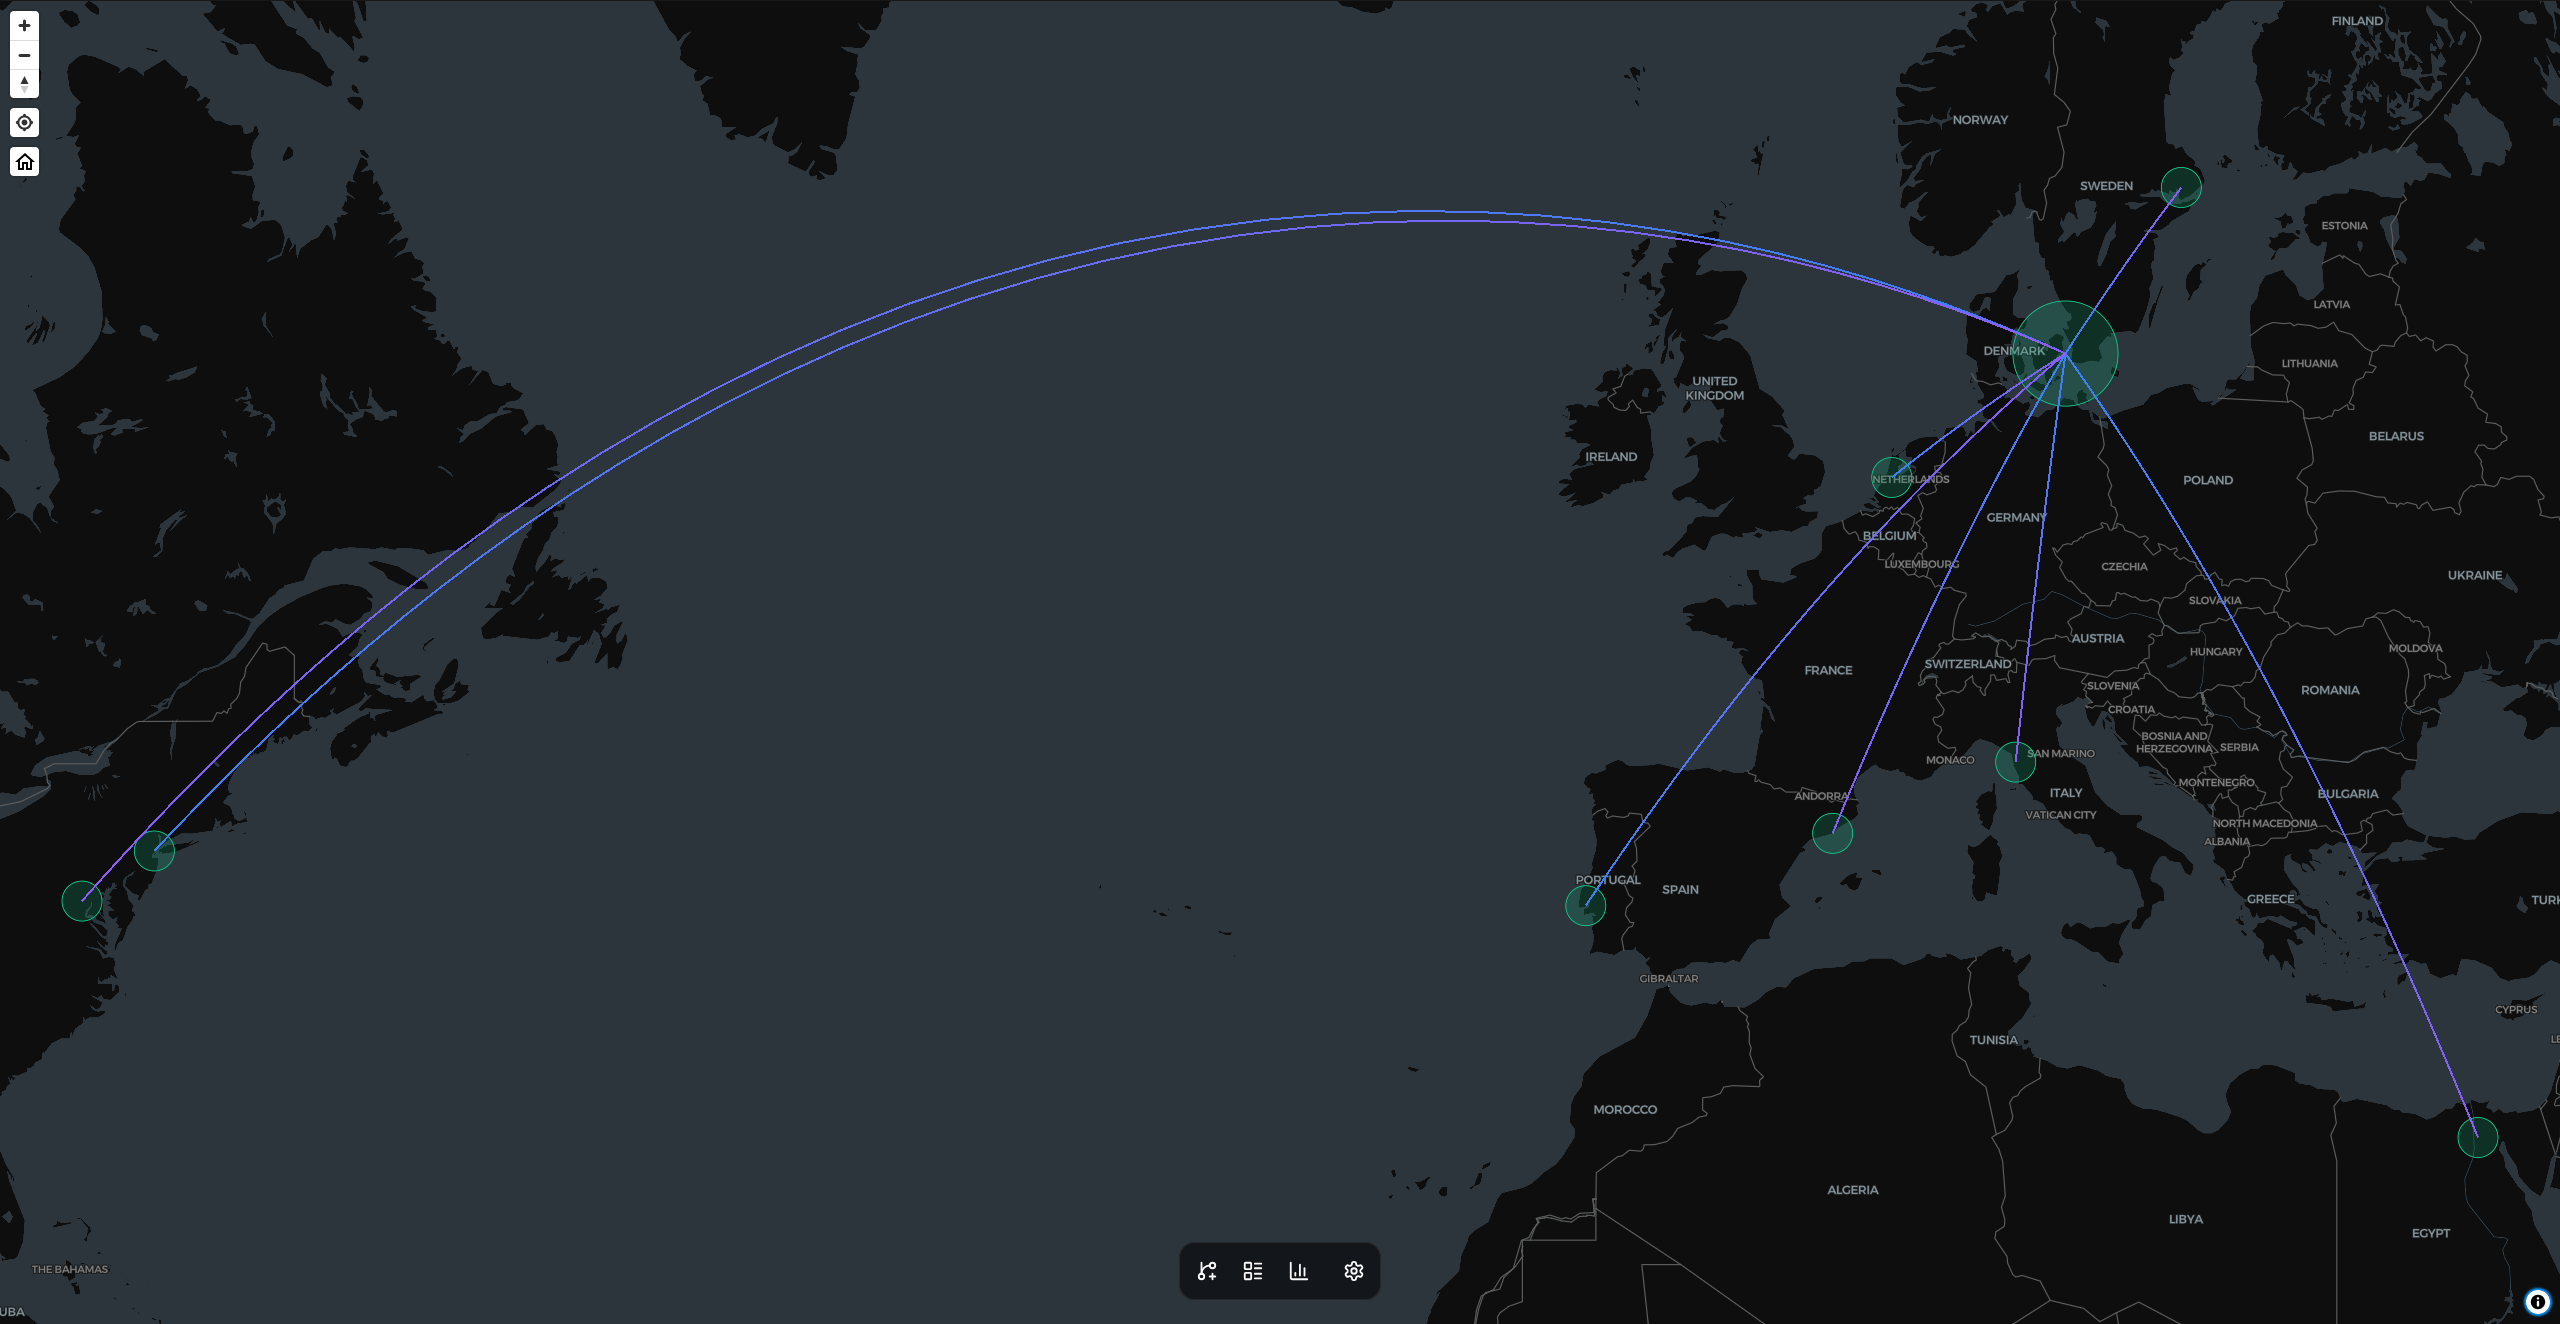 FINLAND
NORWAY
SWEDEN
ESTONIA
LATVIA
DENMARK
LITHUANIA
UNITED
KINGDOM
BELARUS
IRELAND
NETHERLANDS
POLAND
GERMANY
BELGIUM
LUXEMBOURG
CZECHIA
UKRAINE
SLOVAKIA
AUSTRIA
MOLDOVA
HUNGARY
SWITZERLAND
FRANCE
SLOVENIA
ROMANIA
CROATIA
BOSNIA AND
HERZEGOVINA
SERBIA
SAN MARINO
MONACO
MONTENEGRO
ITALY
BULGARIA
ANDORRA
VATICAN CITY
NORTH MACEDONIA
ALBANIA
PORTUGAL
SPAIN
GREECE
TURK
GIBRALTAR
CYPRUS
LE
TUNISIA
MOROCCO
ALGERIA
LIBYA
EGYPT
THE BAHAMAS
UBA